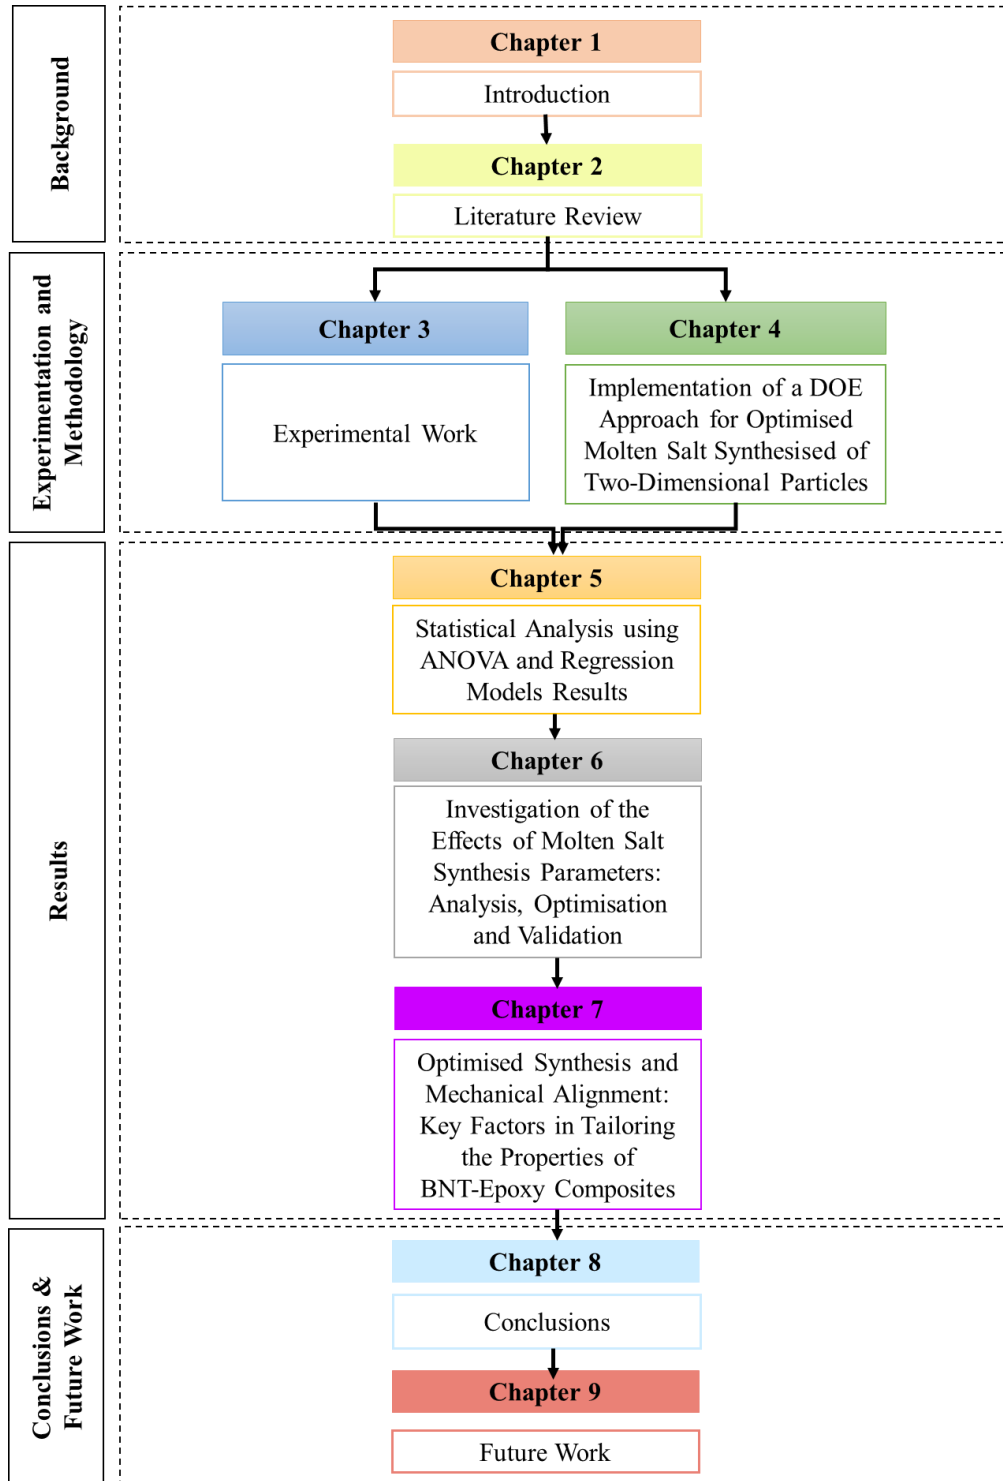 Background
Chapter 1
Introduction
Chapter 2
Literature Review
Experimentation and
Methodology
Chapter 3
Experimental Work
Chapter 4
Implementation of a DOE
Approach for Optimised
Molten Salt Synthesised of
Two-Dimensional Particles
Results
Chapter 5
Statistical Analysis using
ANOVA and Regression
Models Results
Chapter 6
Investigation of the
Effects of Molten Salt
Synthesis Parameters:
Analysis, Optimisation
and Validation
Chapter 7
Optimised Synthesis and
Mechanical Alignment:
Key Factors in Tailoring
the Properties of
BNT-Epoxy Composites
Conclusions &
Future Work
Chapter 8
Conclusions
Chapter 9
Future Work